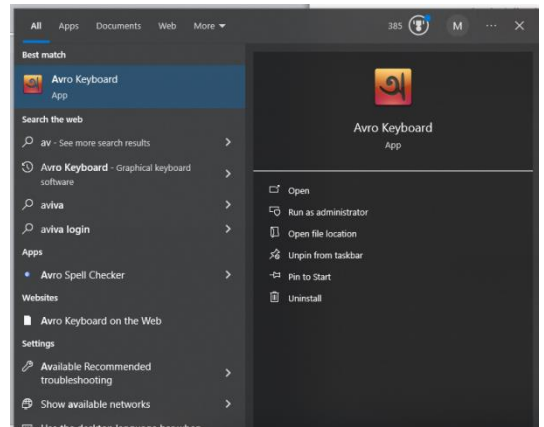 All Apps Documents Web More 385 M ...
Best match
Avro Keyboard
App
Search the web
av - See more search results
Avro Keyboard - Graphical keyboard
software
aviva
aviva login
Apps
Avro Spell Checker
Websites
Avro Keyboard on the Web
Settings
Available Recommended
troubleshooting
Show available networks
অ
Avro Keyboard
App
Open
Run as administrator
Open file location
Unpin from taskbar
Pin to Start
Uninstall